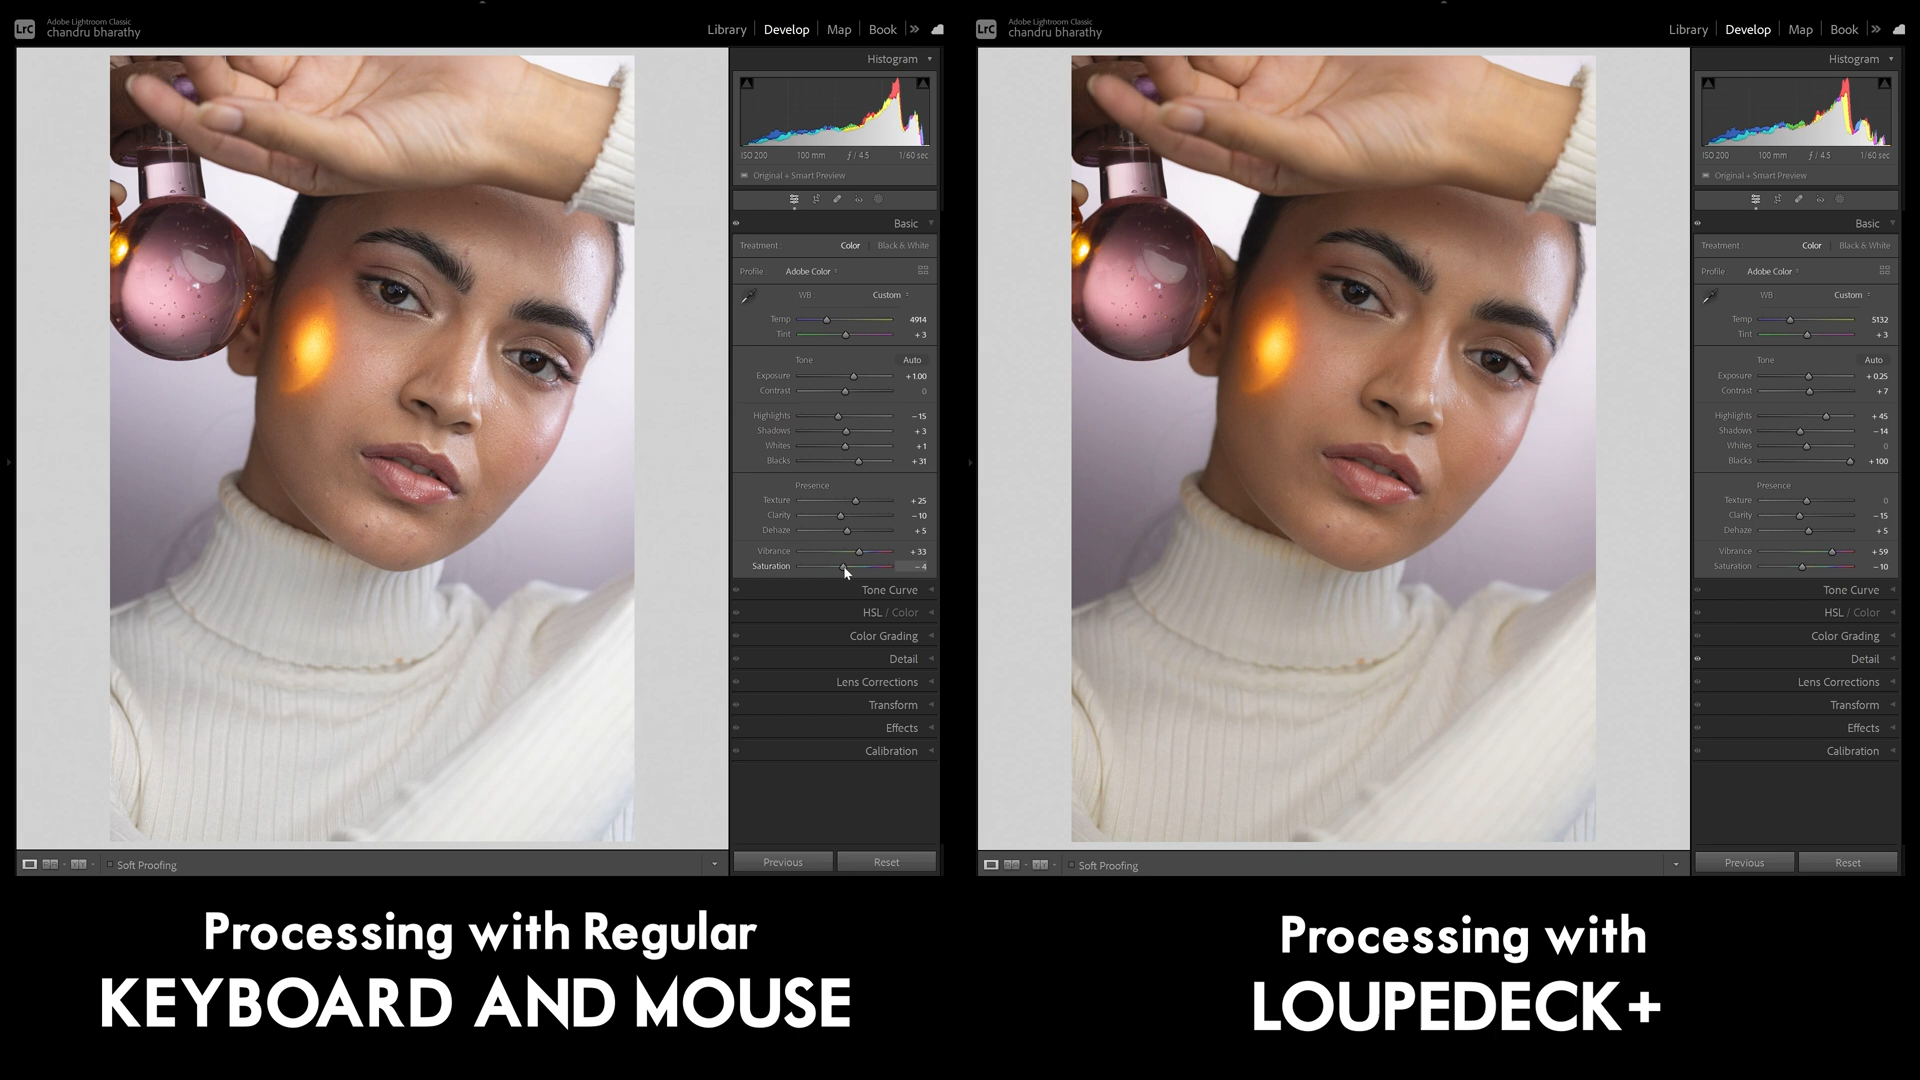 LrC
Adobe Lightroom Classic
chandru bharathy
Library Develop Map Book »
Histogram
ISO 200 100 mm ƒ / 4.5 1/60 sec
Original + Smart Preview
Basic
Treatment : Color Black & White
Profile : Adobe Color
WB : Custom
Temp 4914
Tint + 3
Tone Auto
Exposure + 1.00
Contrast 0
Highlights − 15
Shadows + 3
Whites + 1
Blacks + 31
Presence
Texture + 25
Clarity − 10
Dehaze + 5
Vibrance + 33
Saturation − 4
Tone Curve
HSL / Color
Color Grading
Detail
Lens Corrections
Transform
Effects
Calibration
Soft Proofing
Previous Reset
Processing with Regular
KEYBOARD AND MOUSE
LrC
Adobe Lightroom Classic
chandru bharathy
Library Develop Map Book »
Histogram
ISO 200 100 mm ƒ / 4.5 1/60 sec
Original + Smart Preview
Basic
Treatment : Color Black & White
Profile : Adobe Color
WB : Custom
Temp 5132
Tint + 3
Tone Auto
Exposure + 0.25
Contrast + 7
Highlights + 45
Shadows − 14
Whites 0
Blacks + 100
Presence
Texture 0
Clarity − 15
Dehaze + 5
Vibrance + 59
Saturation − 10
Tone Curve
HSL / Color
Color Grading
Detail
Lens Corrections
Transform
Effects
Calibration
Soft Proofing
Previous Reset
Processing with
LOUPEDECK+